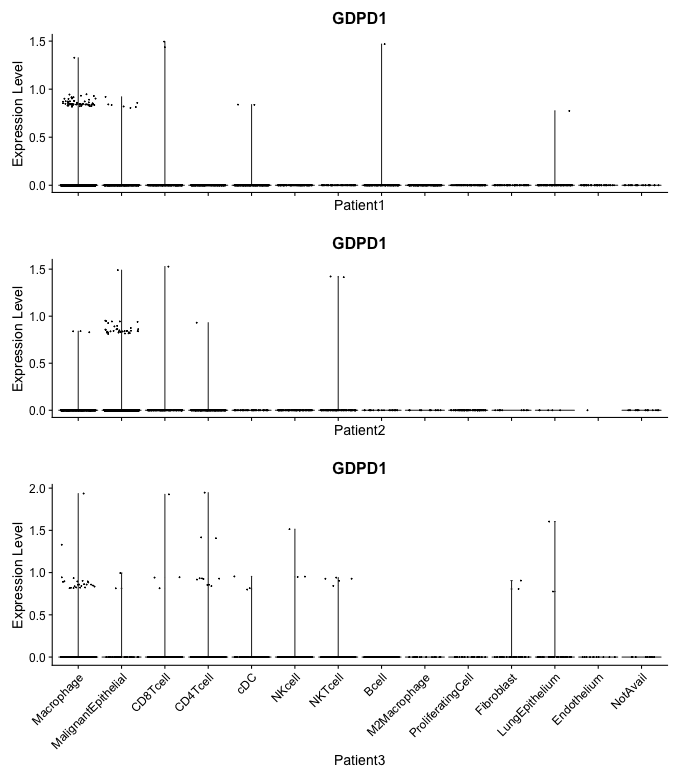 GDPD1
Expression Level
1.5
1.0
0.5
0.0
Patient1
GDPD1
Expression Level
1.5
1.0
0.5
0.0
Patient2
GDPD1
Expression Level
2.0
1.5
1.0
0.5
0.0
Macrophage
MalignantEpithelial
CD8Tcell
CD4Tcell
cDC
NKcell
NKTcell
Bcell
M2Macrophage
ProliferatingCell
Fibroblast
LungEpithelium
Endothelium
NotAvail
Patient3